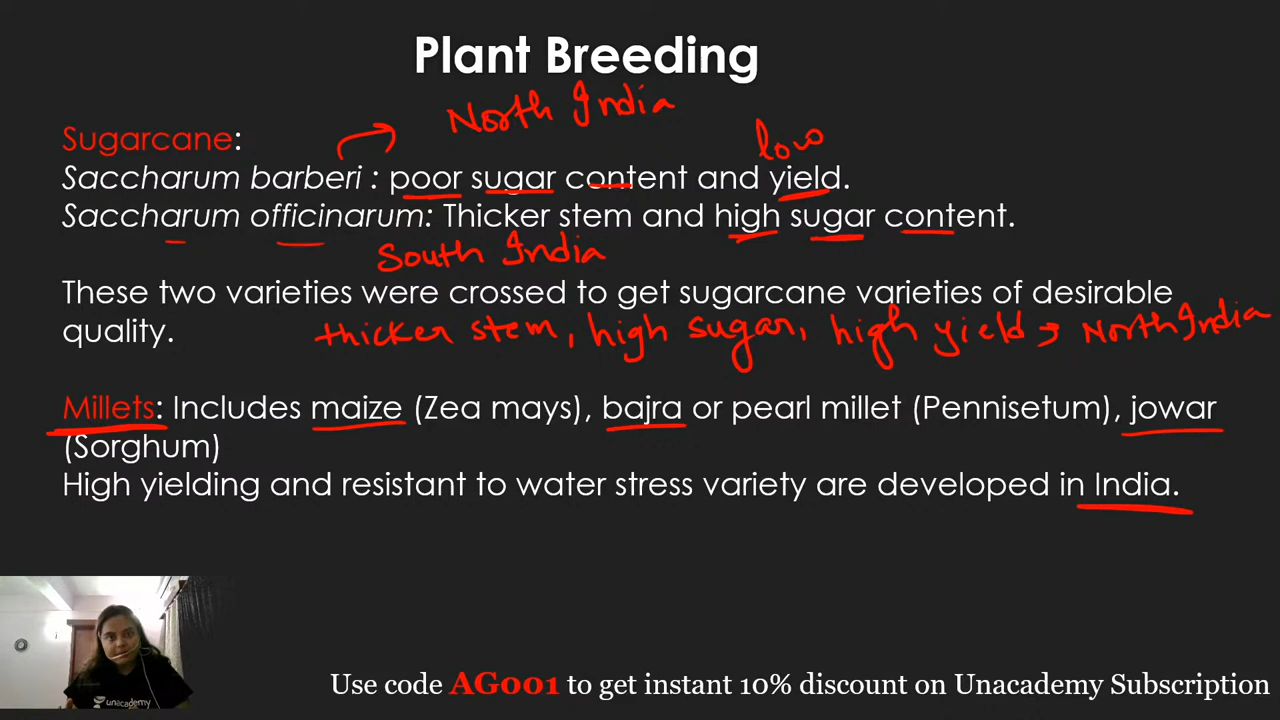 Plant Breeding
North India
Sugarcane:
low
Saccharum barberi : poor sugar content and yield.
Saccharum officinarum: Thicker stem and high sugar content.
South India
These two varieties were crossed to get sugarcane varieties of desirable
quality.
thicker stem, high sugar, high yield → North India
Millets: Includes maize (Zea mays), bajra or pearl millet (Pennisetum), jowar
(Sorghum)
High yielding and resistant to water stress variety are developed in India.
unacademy
Use code AG001 to get instant 10% discount on Unacademy Subscription